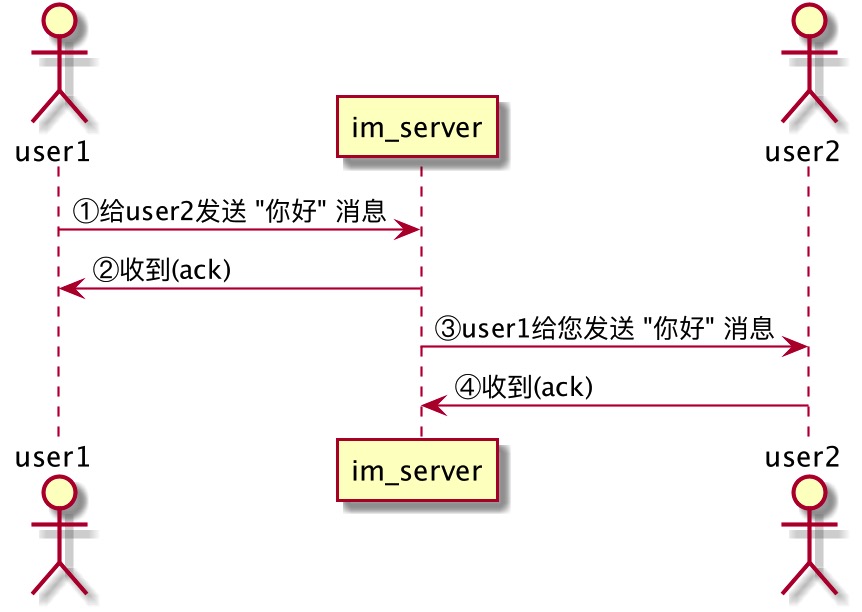 user1
im_server
user2
①给user2发送 "你好" 消息
②收到(ack)
③user1给您发送 "你好" 消息
④收到(ack)
user1
im_server
user2